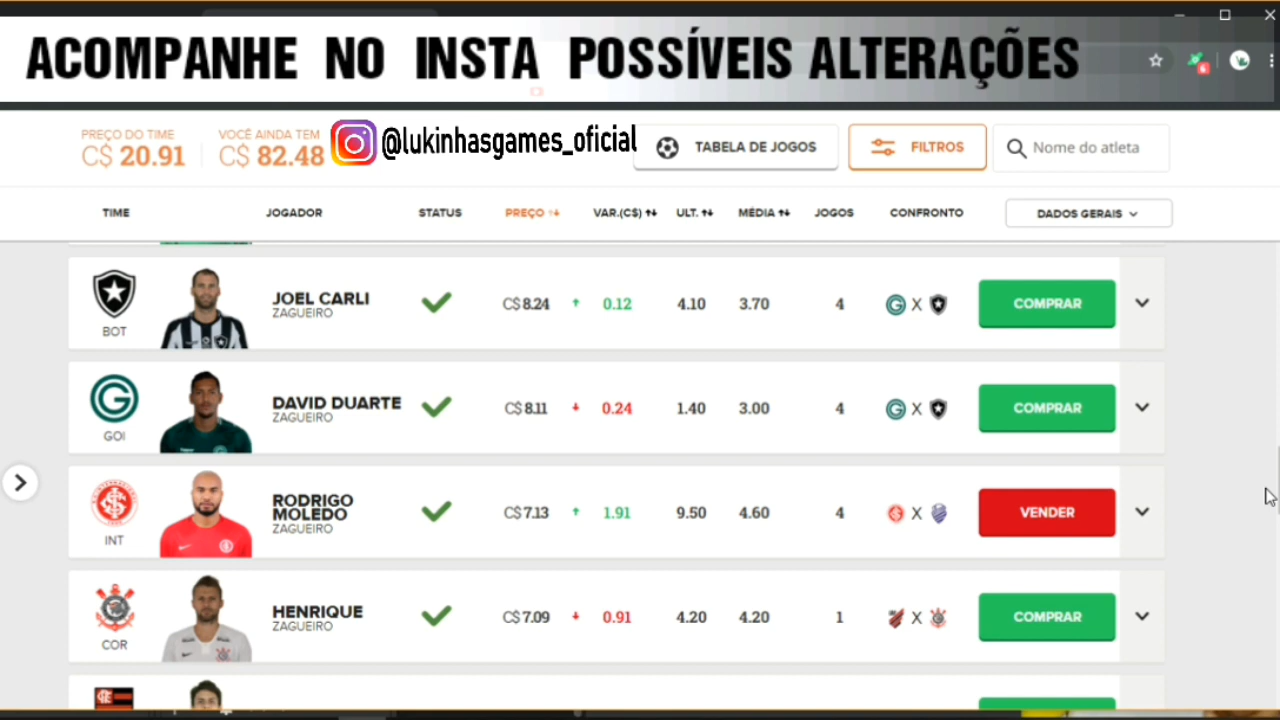 ACOMPANHE NO INSTA POSSÍVEIS ALTERAÇÕES
PREÇO DO TIME
C$ 20.91
VOCÊ AINDA TEM
C$ 82.48
@lukinhasgames_oficial
TABELA DE JOGOS
FILTROS
Nome do atleta
TIME JOGADOR STATUS PREÇO VAR.(C$) ULT. MÉDIA JOGOS CONFRONTO DADOS GERAIS
BOT
JOEL CARLI
ZAGUEIRO
C$ 8.24 0.12 4.10 3.70 4 X COMPRAR
GOI
DAVID DUARTE
ZAGUEIRO
C$ 8.11 0.24 1.40 3.00 4 X COMPRAR
INT
RODRIGO
MOLEDO
ZAGUEIRO
C$ 7.13 1.91 9.50 4.60 4 X VENDER
COR
HENRIQUE
ZAGUEIRO
C$ 7.09 0.91 4.20 4.20 1 X COMPRAR